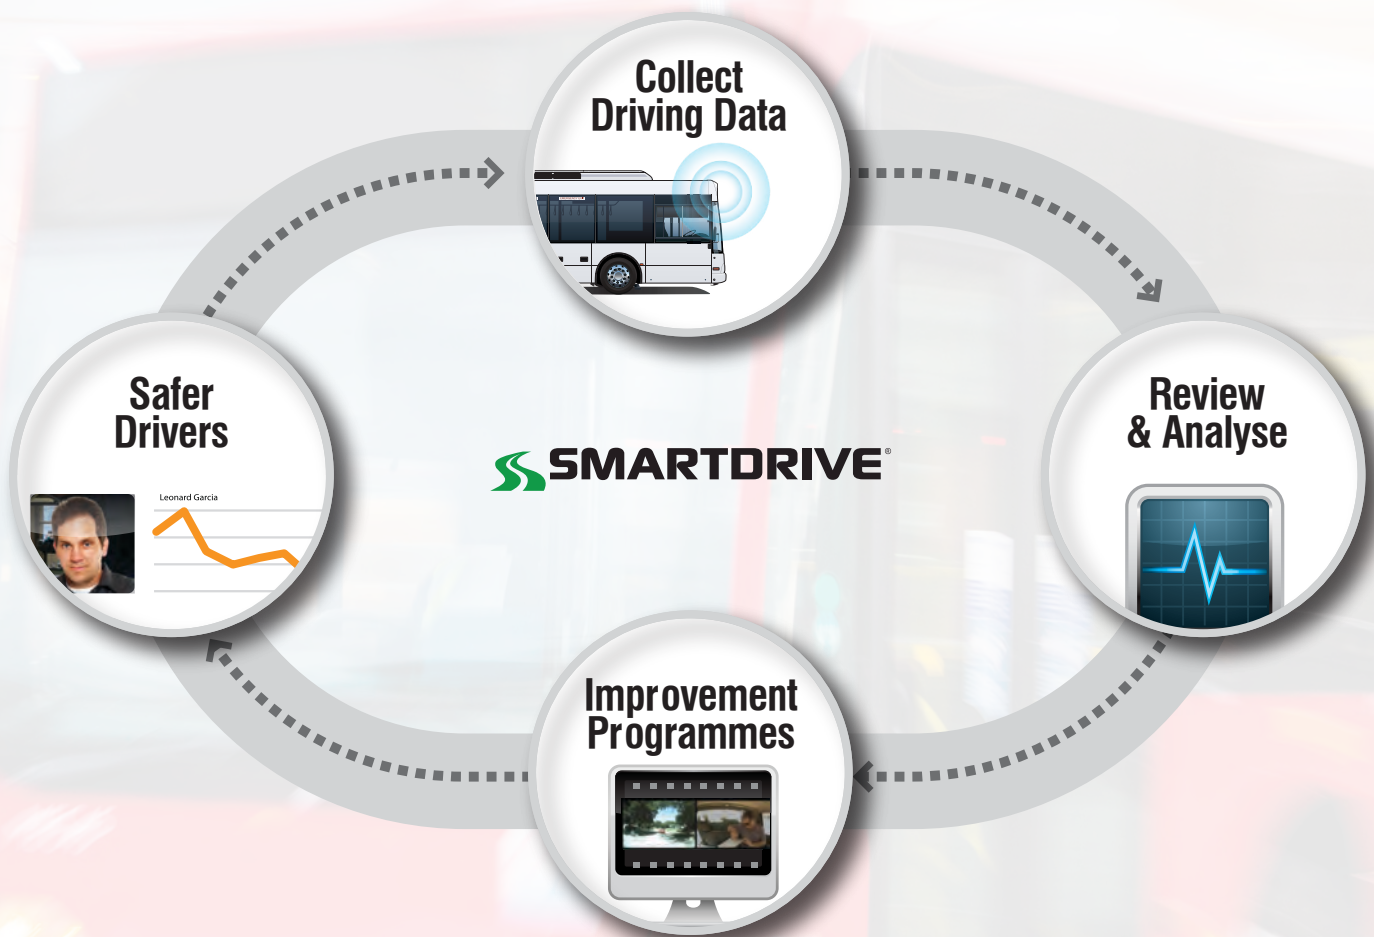 Collect
Driving Data
Review
& Analyse
Improvement
Programmes
Safer
Drivers
Leonard Garcia
SMARTDRIVE®